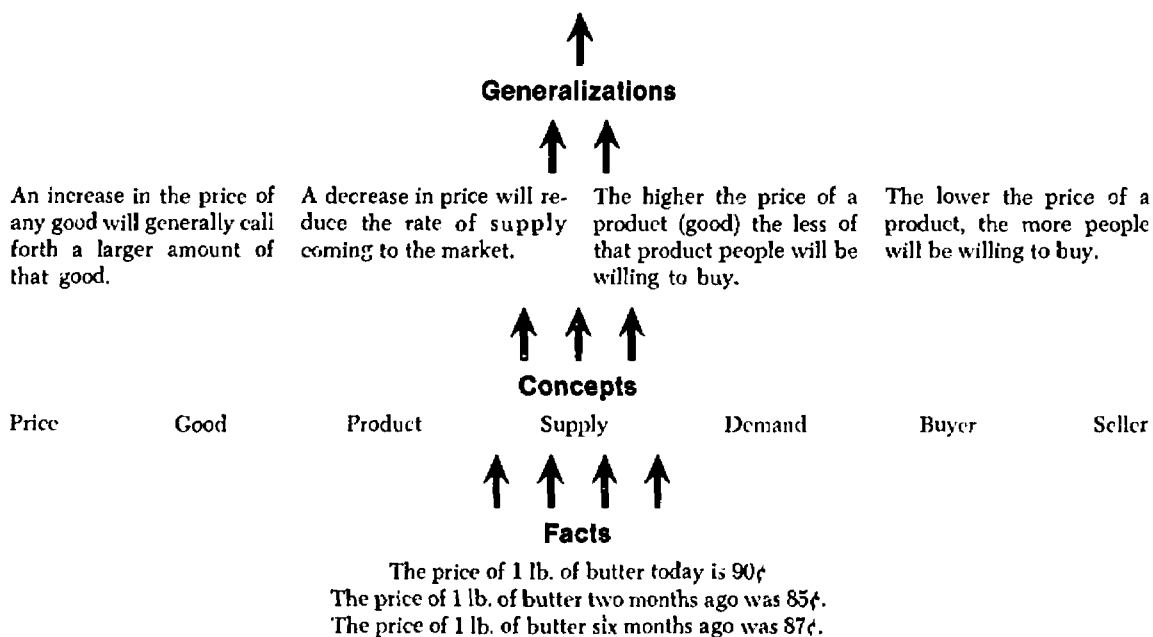 Generalizations
An increase in the price of
any good will generally call
forth a larger amount of
that good.
A decrease in price will re-
duce the rate of supply
coming to the market.
The higher the price of a
product (good) the less of
that product people will be
willing to buy.
The lower the price of a
product, the more people
will be willing to buy.
Concepts
Price Good Product Supply Demand Buyer Seller
Facts
The price of 1 lb. of butter today is 90¢
The price of 1 lb. of butter two months ago was 85¢.
The price of 1 lb. of butter six months ago was 87¢.